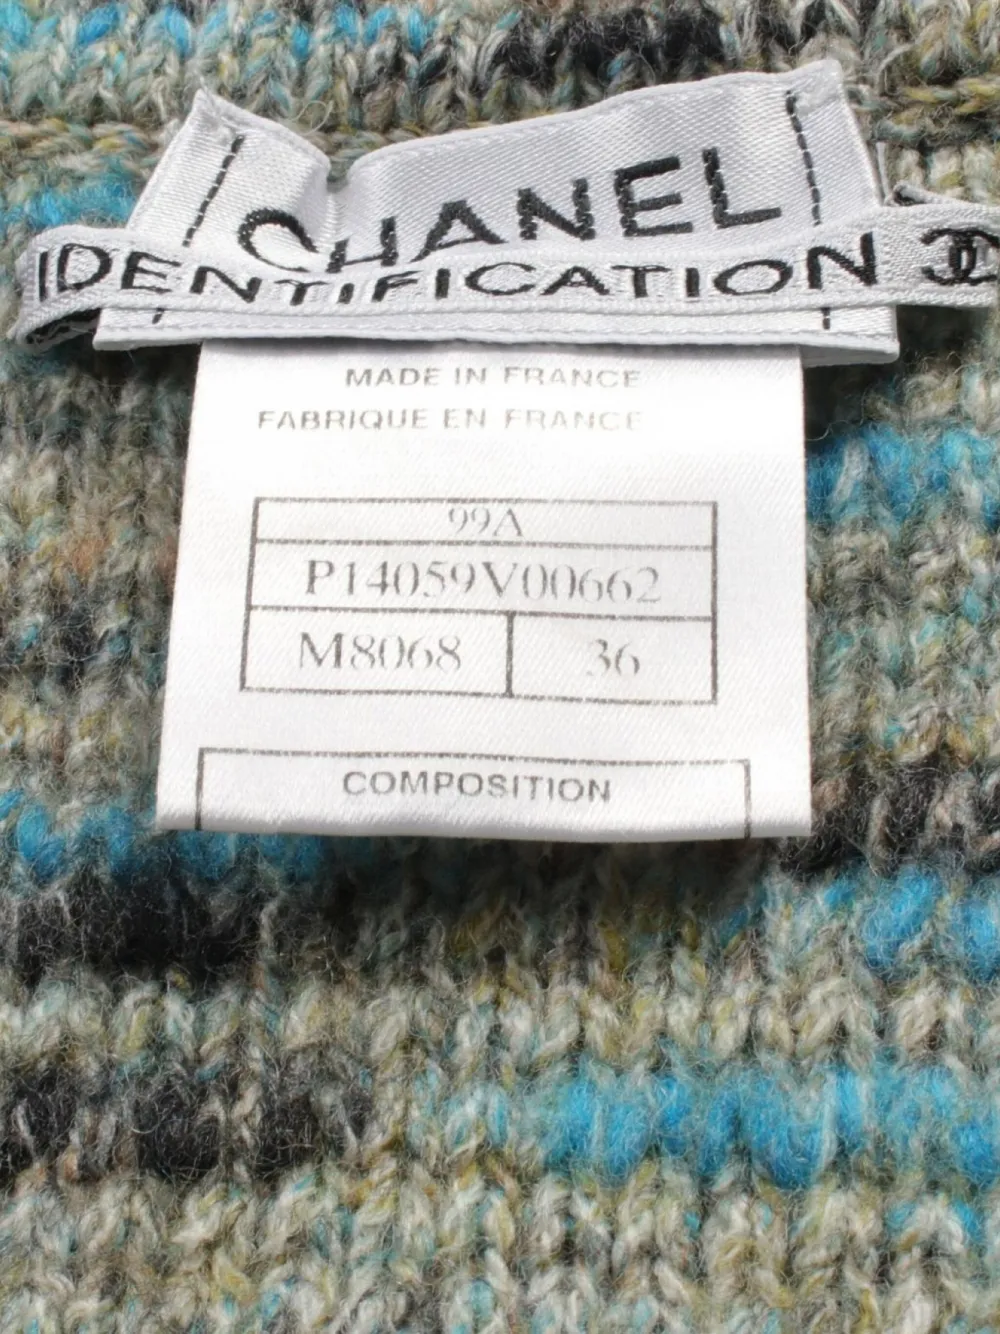 CHANEL
IDENTIFICATION
MADE IN FRANCE
FABRIQUE EN FRANCE
99A
P14059V00662
M8068 36
COMPOSITION